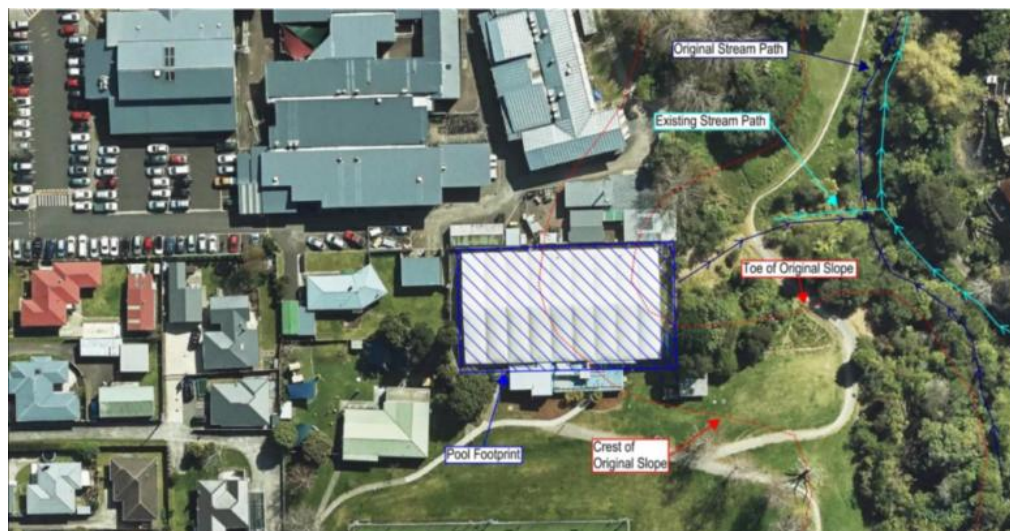 Original Stream Path
Existing Stream Path
Toe of Original Slope
Pool Footprint
Crest of
Original Slope